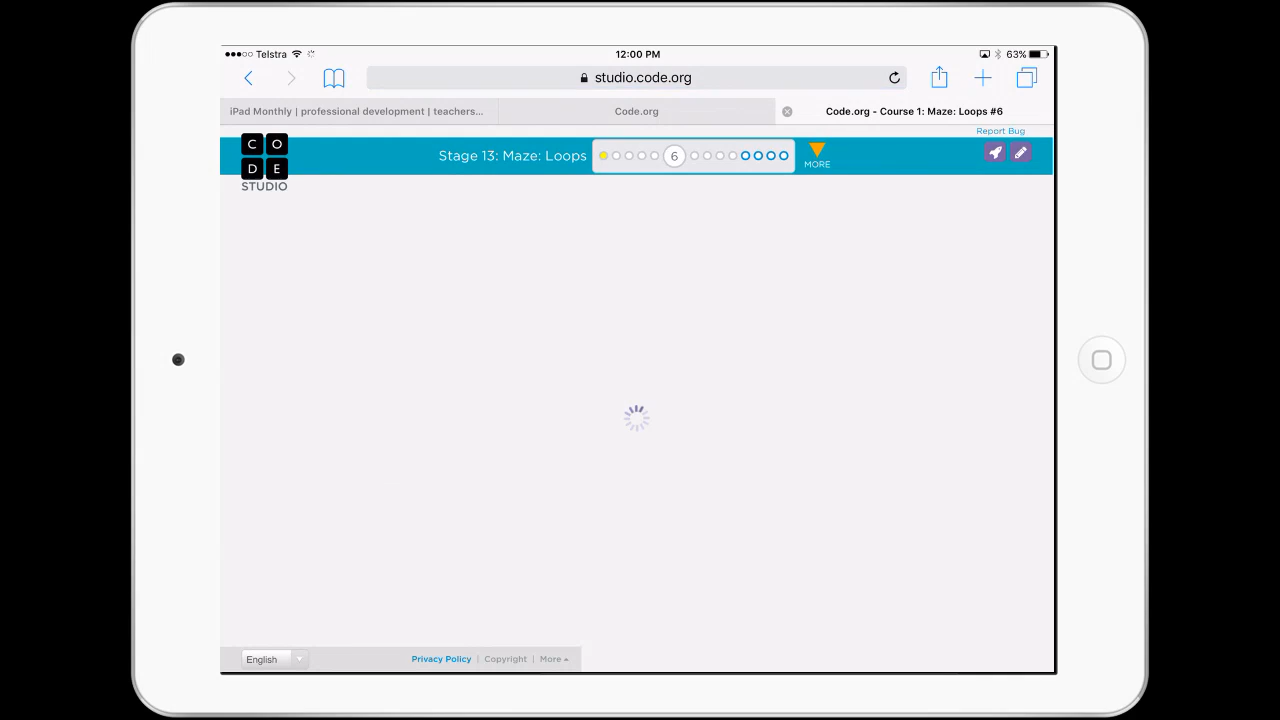 Telstra 12:00 PM 63%
studio.code.org
iPad Monthly | professional development | teachers... Code.org Code.org - Course 1: Maze: Loops #6
Report Bug
C O
D E
STUDIO
Stage 13: Maze: Loops 6 MORE
English Privacy Policy | Copyright | More